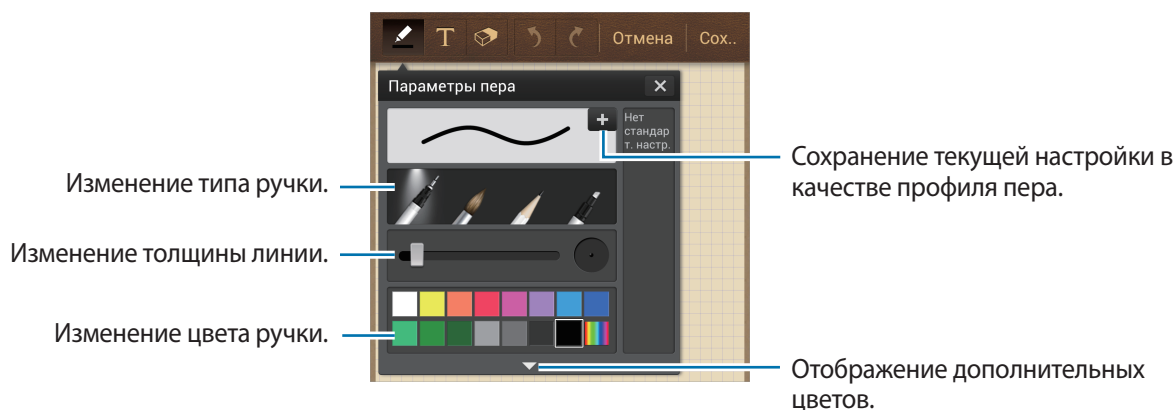 T
Отмена
Сох..
Параметры пера
Нет
стандар
т. настр.
Сохранение текущей настройки в
качестве профиля пера.
Изменение типа ручки.
Изменение толщины линии.
Изменение цвета ручки.
Отображение дополнительных
цветов.